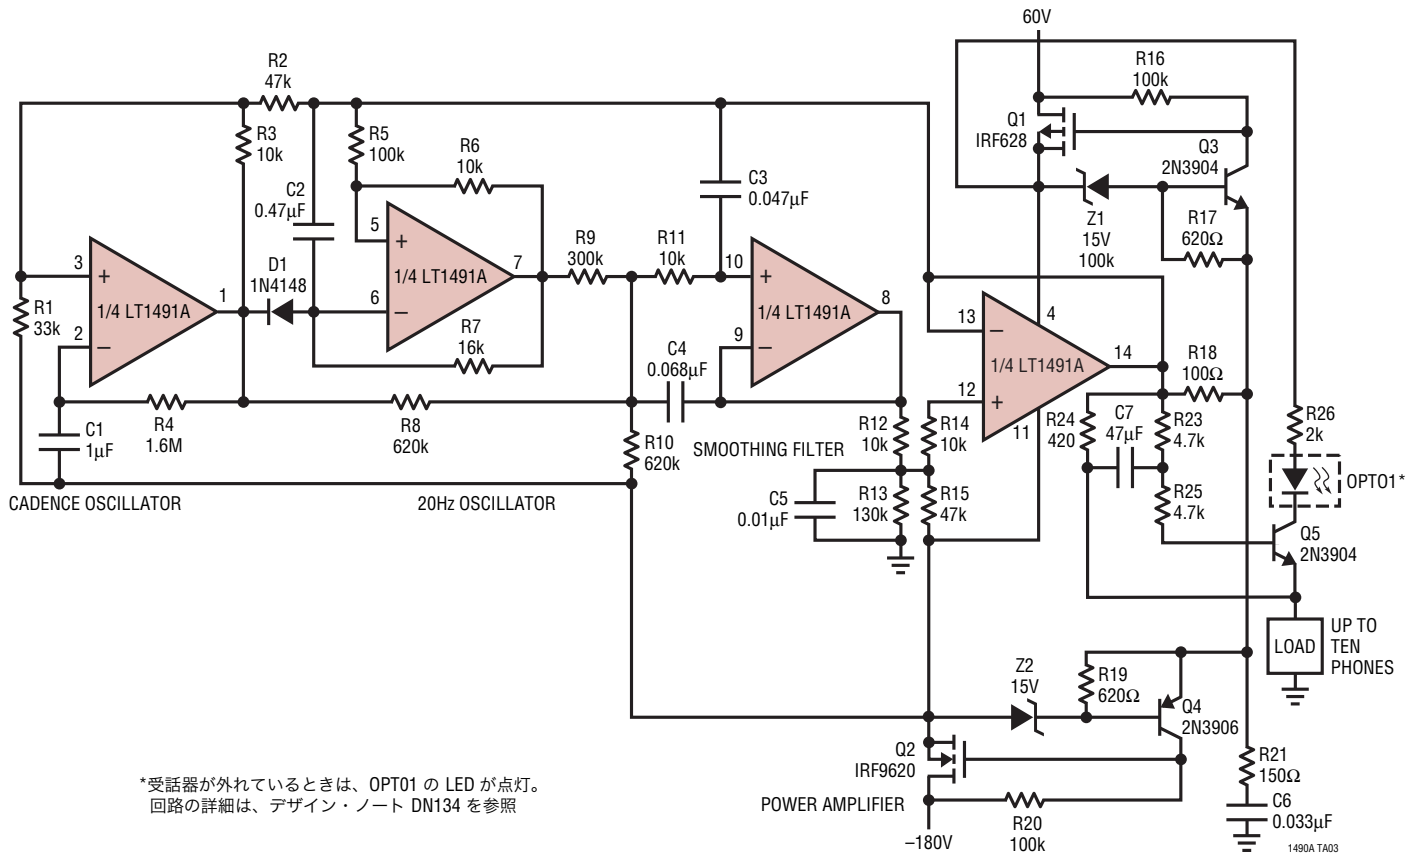 60V
R2
47k
R16
100k
R3
10k
R5
100k
R6
10k
Q1
IRF628
Q3
2N3904
C2
0.47µF
C3
0.047µF
Z1
15V
100k
R17
620Ω
5
+
1/4 LT1491A
7
6
–
R9
300k
R11
10k
10
+
1/4 LT1491A
8
9
–
3
+
1/4 LT1491A
1
2
–
D1
1N4148
R1
33k
R7
16k
C4
0.068µF
13
–
4
1/4 LT1491A
14
12
+
11
R18
100Ω
C1
1µF
R4
1.6M
R8
620k
R10
620k
SMOOTHING FILTER
R12
10k
R14
10k
R24
420
C7
47µF
R23
4.7k
R26
2k
OPTO1*
CADENCE OSCILLATOR
20Hz OSCILLATOR
C5
0.01µF
R13
130k
R15
47k
R25
4.7k
Q5
2N3904
LOAD
UP TO
TEN
PHONES
Z2
15V
R19
620Ω
Q4
2N3906
Q2
IRF9620
POWER AMPLIFIER
R20
100k
–180V
R21
150Ω
C6
0.033µF
*受話器が外れているときは、OPT01 の LED が点灯。
回路の詳細は、デザイン・ノート DN134 を参照
1490A TA03